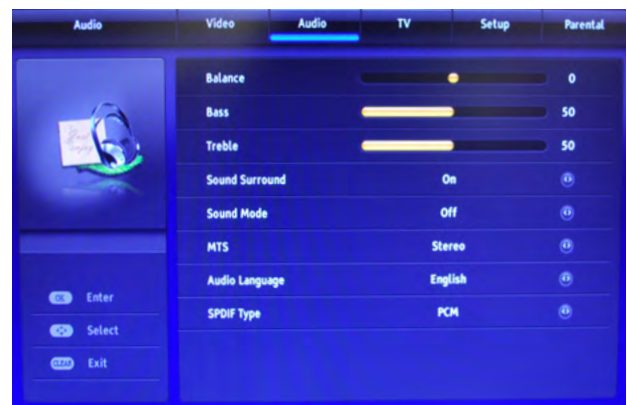 Audio
Video Audio TV Setup Parental
Balance 0
Bass 50
Treble 50
Sound Surround On
Sound Mode Off
MTS Stereo
Audio Language English
SPDIF Type PCM
OK Enter
Select
CLEAR Exit